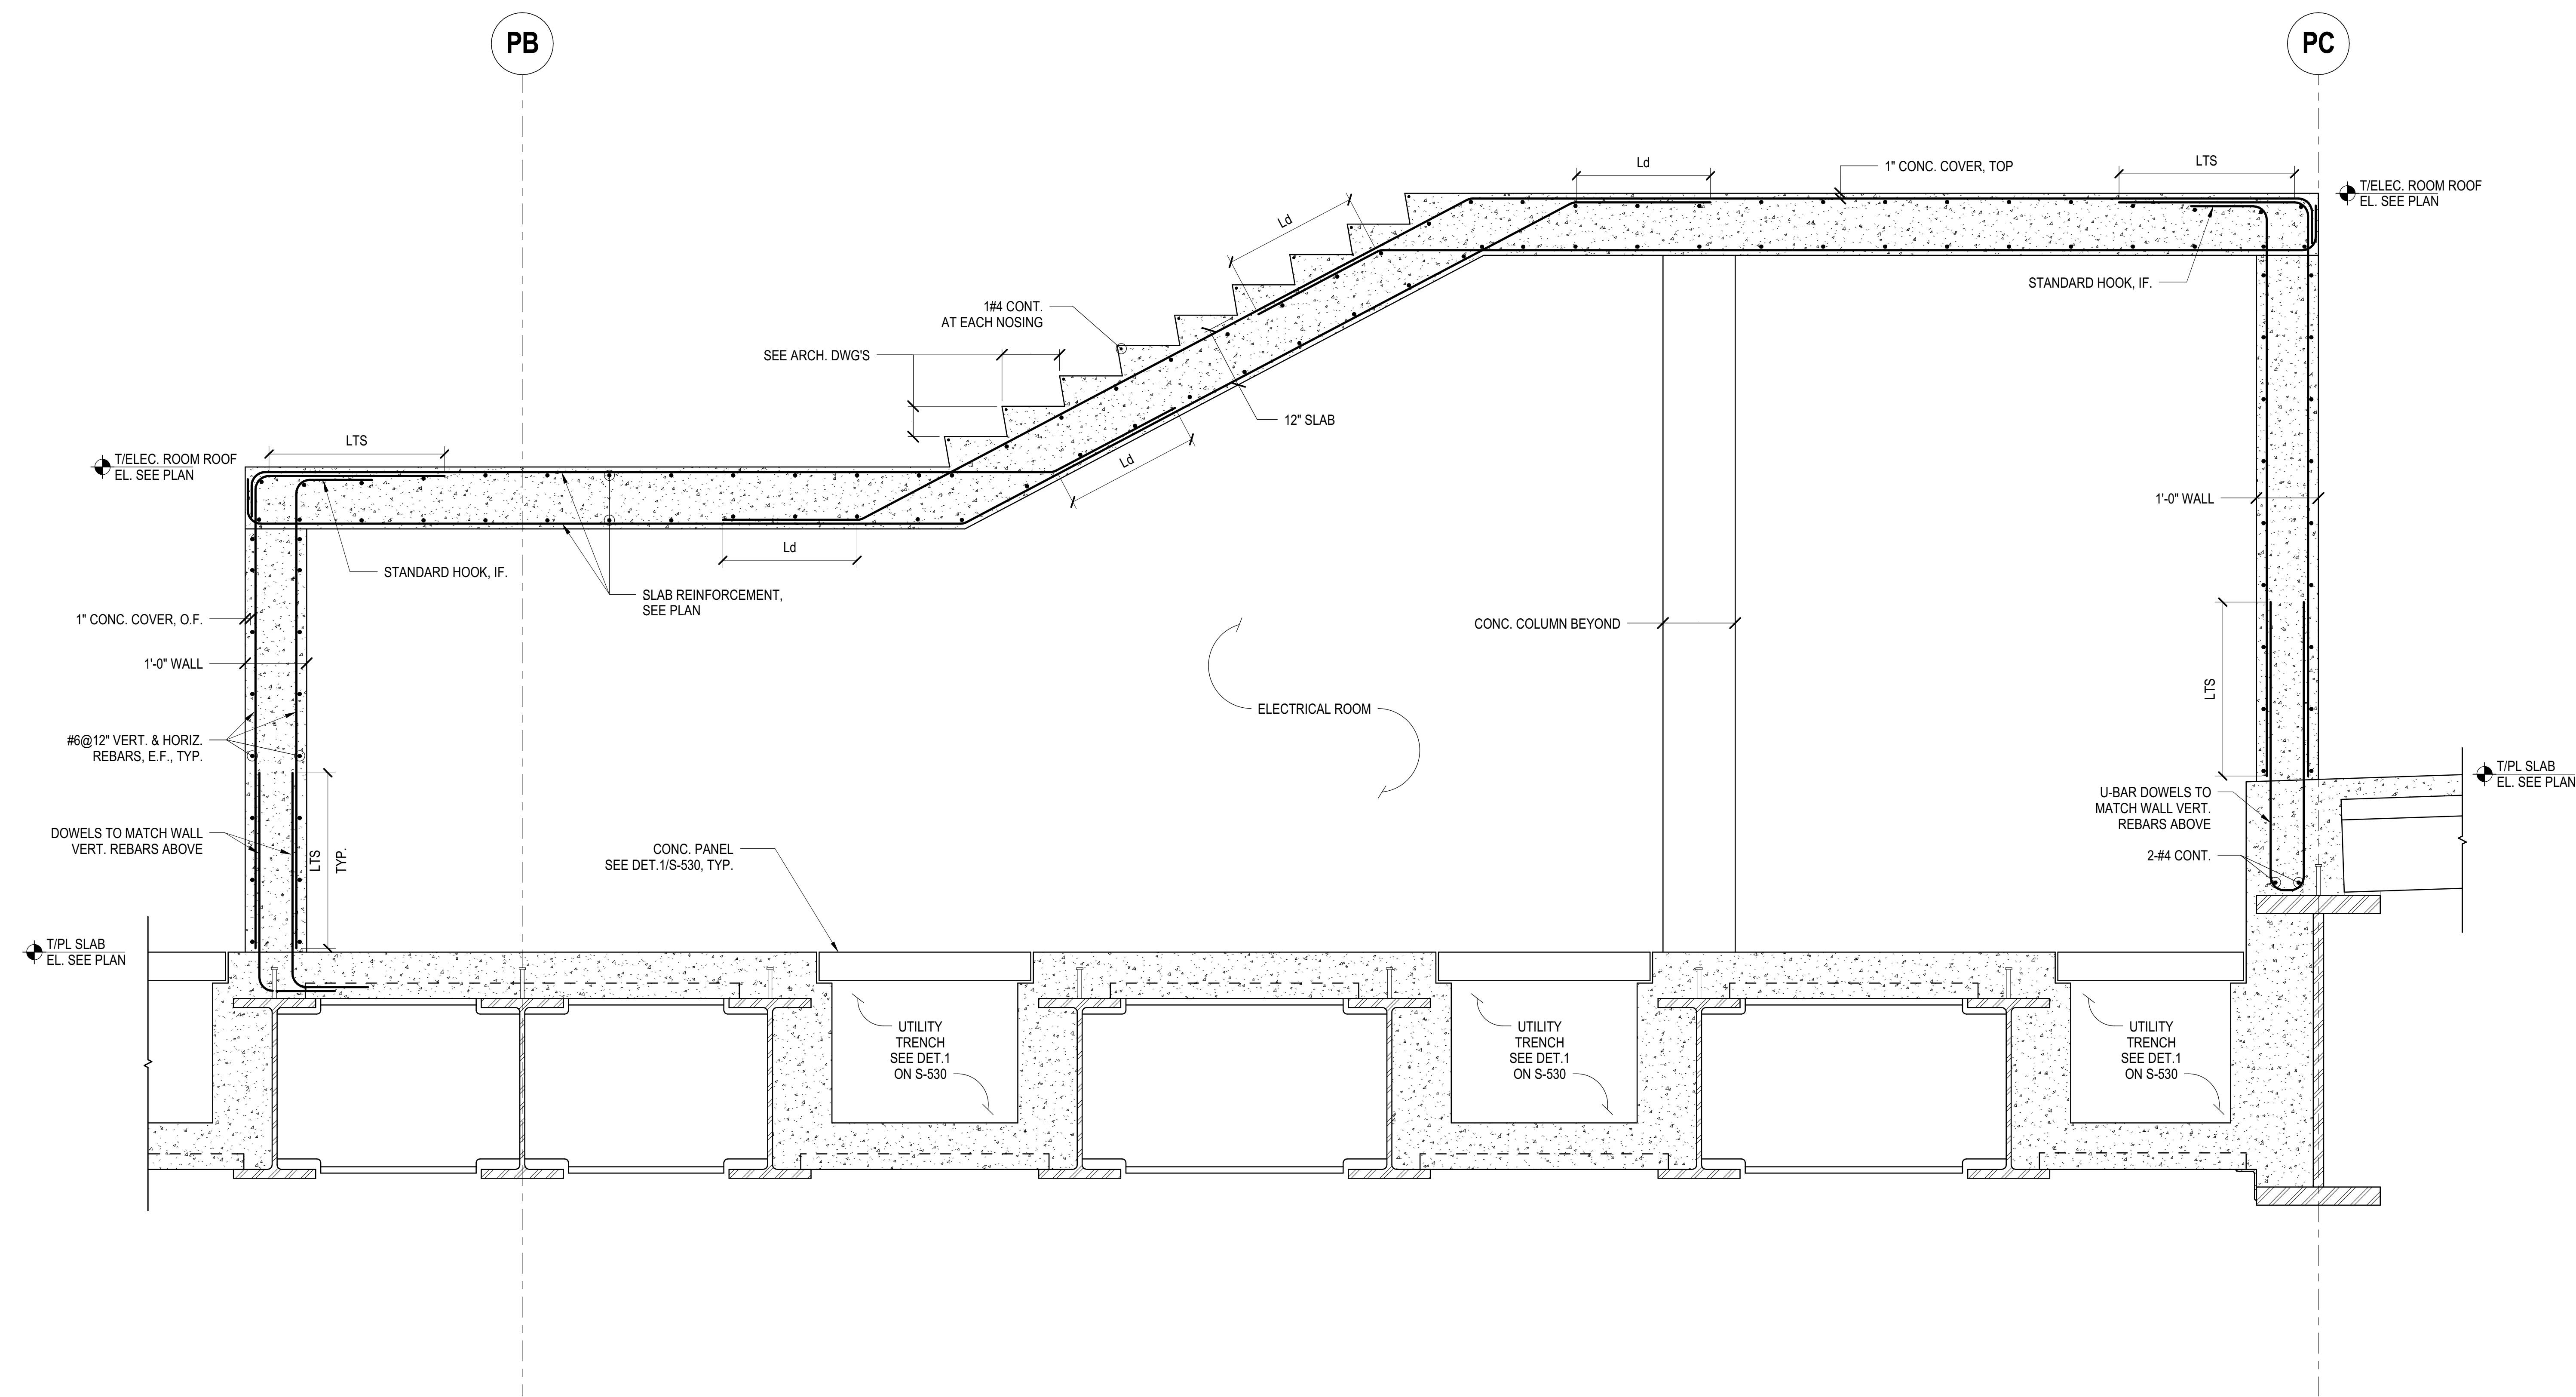 PB
PC
Ld
1" CONC. COVER, TOP
LTS
T/ELEC. ROOM ROOF
EL. SEE PLAN
Ld
STANDARD HOOK, IF.
1#4 CONT.
AT EACH NOSING
SEE ARCH. DWG'S
12" SLAB
LTS
T/ELEC. ROOM ROOF
EL. SEE PLAN
Ld
1'-0" WALL
Ld
STANDARD HOOK, IF.
SLAB REINFORCEMENT,
SEE PLAN
1" CONC. COVER, O.F.
CONC. COLUMN BEYOND
1'-0" WALL
LTS
ELECTRICAL ROOM
#6@12" VERT. & HORIZ.
REBARS, E.F., TYP.
T/PL SLAB
EL. SEE PLAN
U-BAR DOWELS TO
MATCH WALL VERT.
REBARS ABOVE
DOWELS TO MATCH WALL
VERT. REBARS ABOVE
LTS
TYP.
CONC. PANEL
SEE DET.1/S-530, TYP.
2-#4 CONT.
T/PL SLAB
EL. SEE PLAN
UTILITY
TRENCH
SEE DET.1
ON S-530
UTILITY
TRENCH
SEE DET.1
ON S-530
UTILITY
TRENCH
SEE DET.1
ON S-530